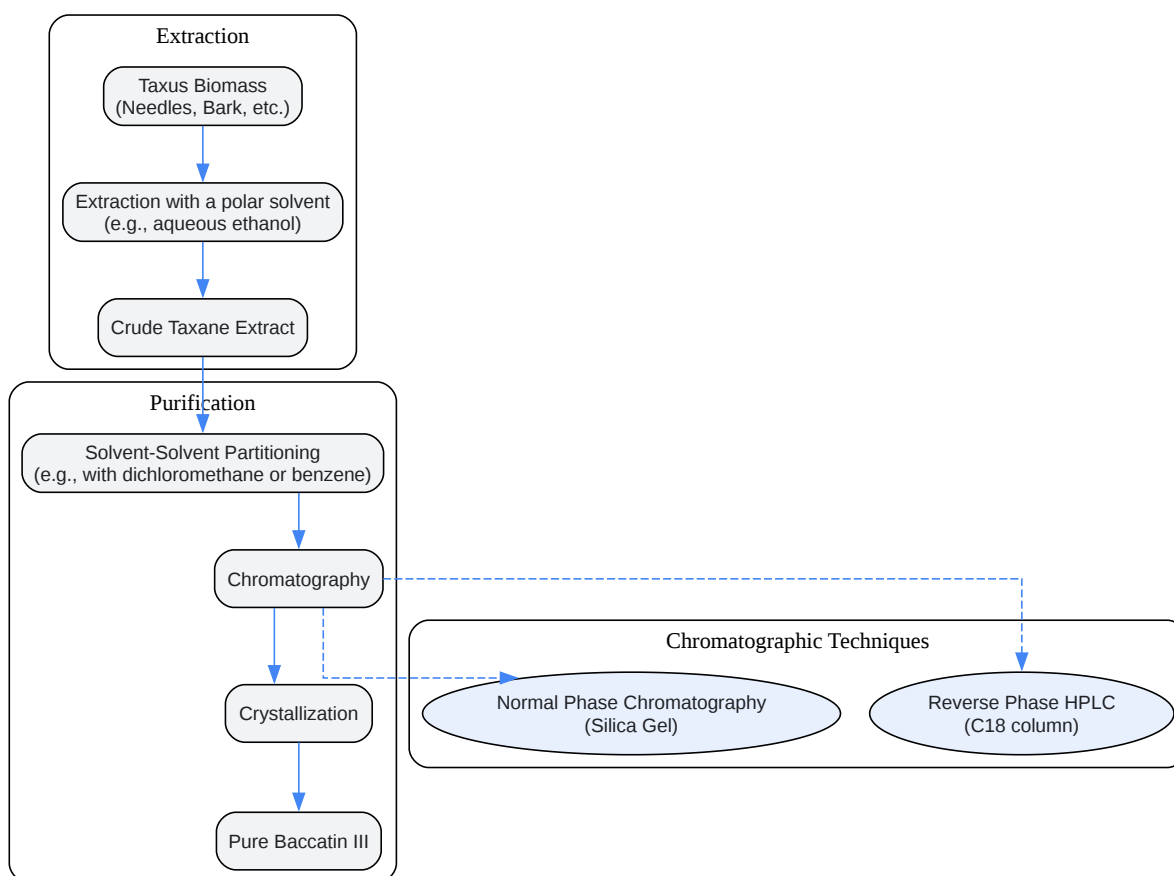 Extraction
Taxus Biomass
(Needles, Bark, etc.)
Extraction with a polar solvent
(e.g., aqueous ethanol)
Crude Taxane Extract
Purification
Solvent-Solvent Partitioning
(e.g., with dichloromethane or benzene)
Chromatography
Chromatographic Techniques
Normal Phase Chromatography
(Silica Gel)
Reverse Phase HPLC
(C18 column)
Crystallization
Pure Baccatin III